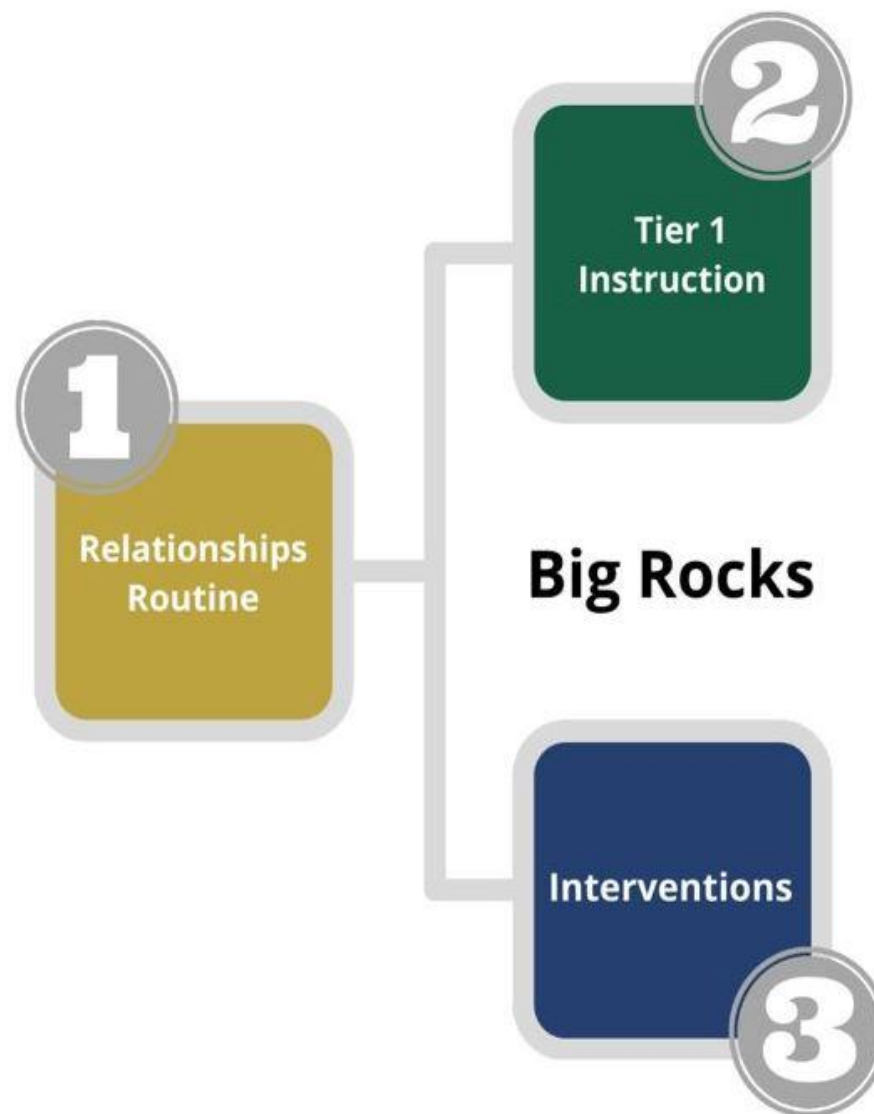 1
Relationships
Routine
2
Tier 1
Instruction
Big Rocks
Interventions
3